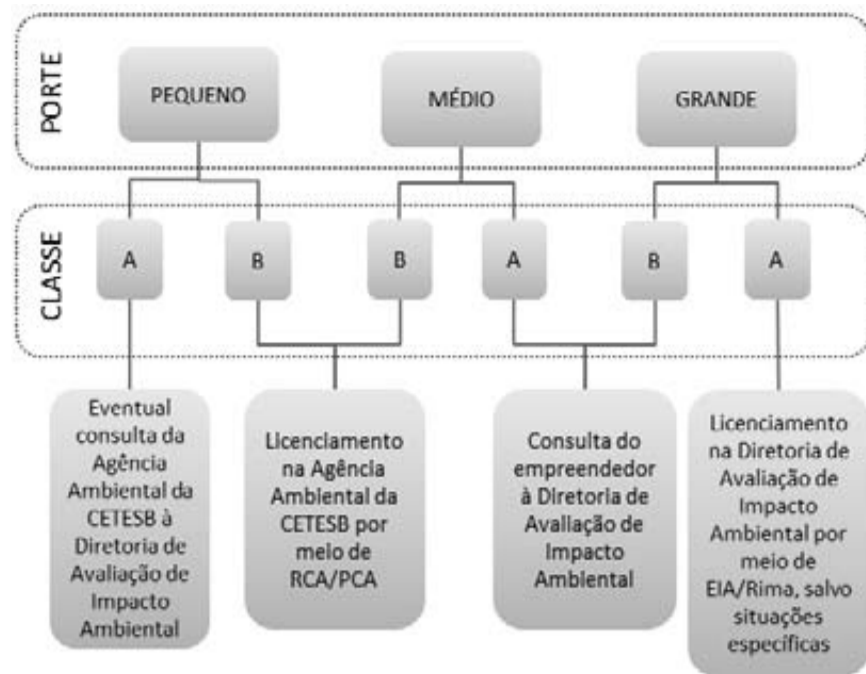 PORTE
PEQUENO
MÉDIO
GRANDE
CLASSE
A
B
B
A
B
A
Eventual
consulta da
Agência
Ambiental da
CETESB à
Diretoria de
Avaliação de
Impacto
Ambiental
Licenciamento
na Agência
Ambiental da
CETESB por
meio de
RCA/PCA
Consulta do
empreendedor
à Diretoria de
Avaliação de
Impacto
Ambiental
Licenciamento
na Diretoria de
Avaliação de
Impacto
Ambiental por
meio de
EIA/Rima, salvo
situações
específicas